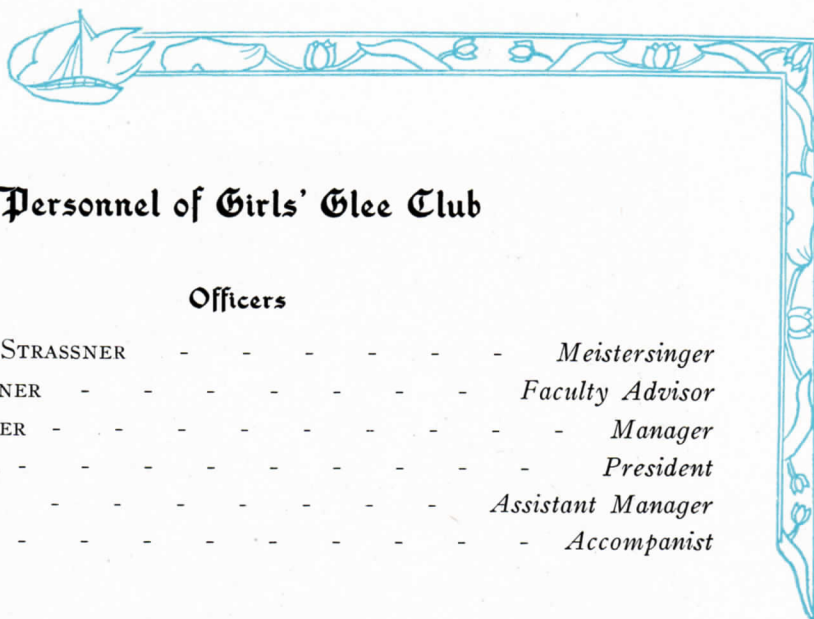 Personnel of Girls' Glee Club
Officers
STRASSNER - - - - - - Meistersinger
NER - - - - - - - Faculty Advisor
ER - - - - - - - - - Manager
- - - - - - - - - President
- - - - - - - Assistant Manager
- - - - - - - - - Accompanist